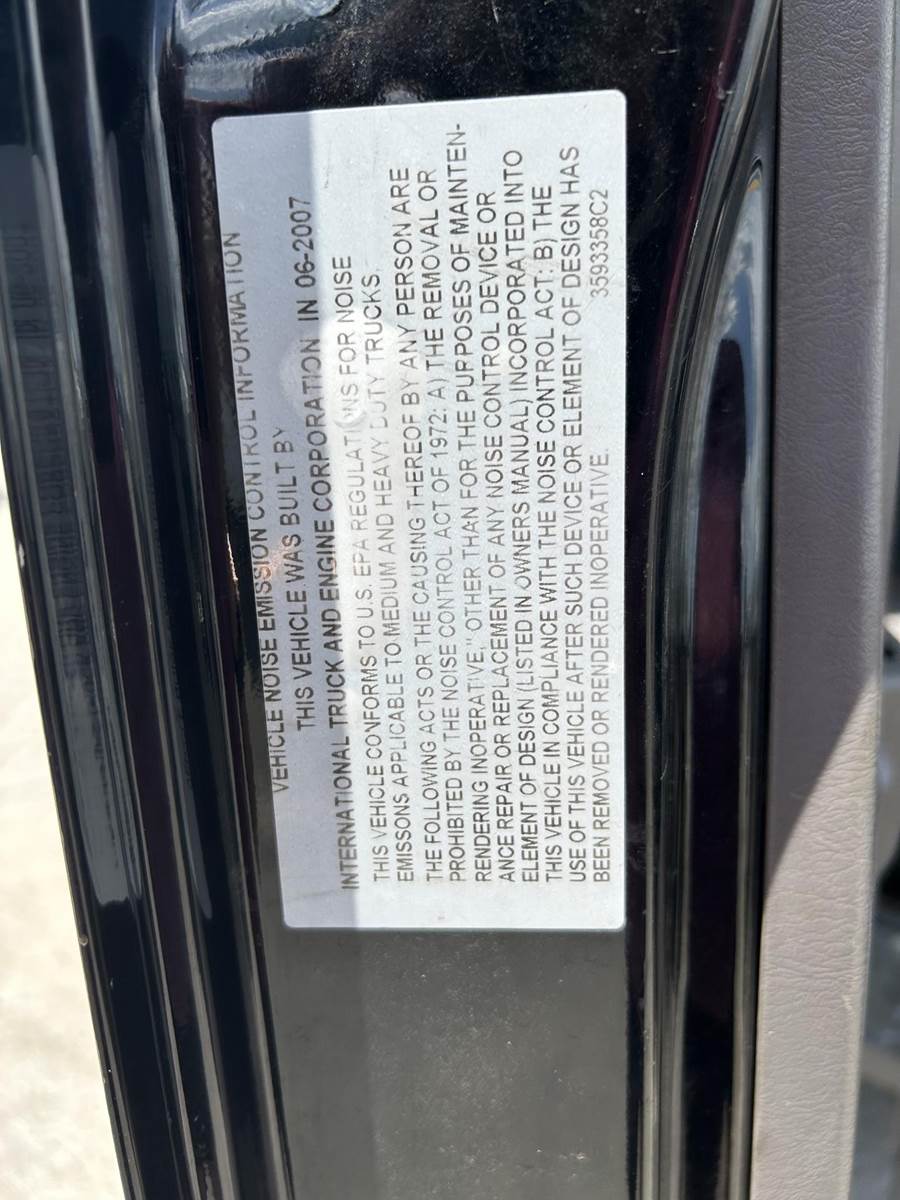 VEHICLE NOISE EMISSION CONTROL INFORMATION
THIS VEHICLE WAS BUILT BY
INTERNATIONAL TRUCK AND ENGINE CORPORATION IN 06-2007
THIS VEHICLE CONFORMS TO U.S. EPA REGULATIONS FOR NOISE
EMISSONS APPLICABLE TO MEDIUM AND HEAVY DUTY TRUCKS.
THE FOLLOWING ACTS OR THE CAUSING THEREOF BY ANY PERSON ARE
PROHIBITED BY THE NOISE CONTROL ACT OF 1972: A) THE REMOVAL OR
RENDERING INOPERATIVE," OTHER THAN FOR THE PURPOSES OF MAINTEN-
ANCE REPAIR OR REPLACEMENT OF ANY NOISE CONTROL DEVICE OR
ELEMENT OF DESIGN (LISTED IN OWNERS MANUAL) INCORPORATED INTO
THIS VEHICLE IN COMPLIANCE WITH THE NOISE CONTROL ACT: B) THE
USE OF THIS VEHICLE AFTER SUCH DEVICE OR ELEMENT OF DESIGN HAS
BEEN REMOVED OR RENDERED INOPERATIVE. 3593358C2